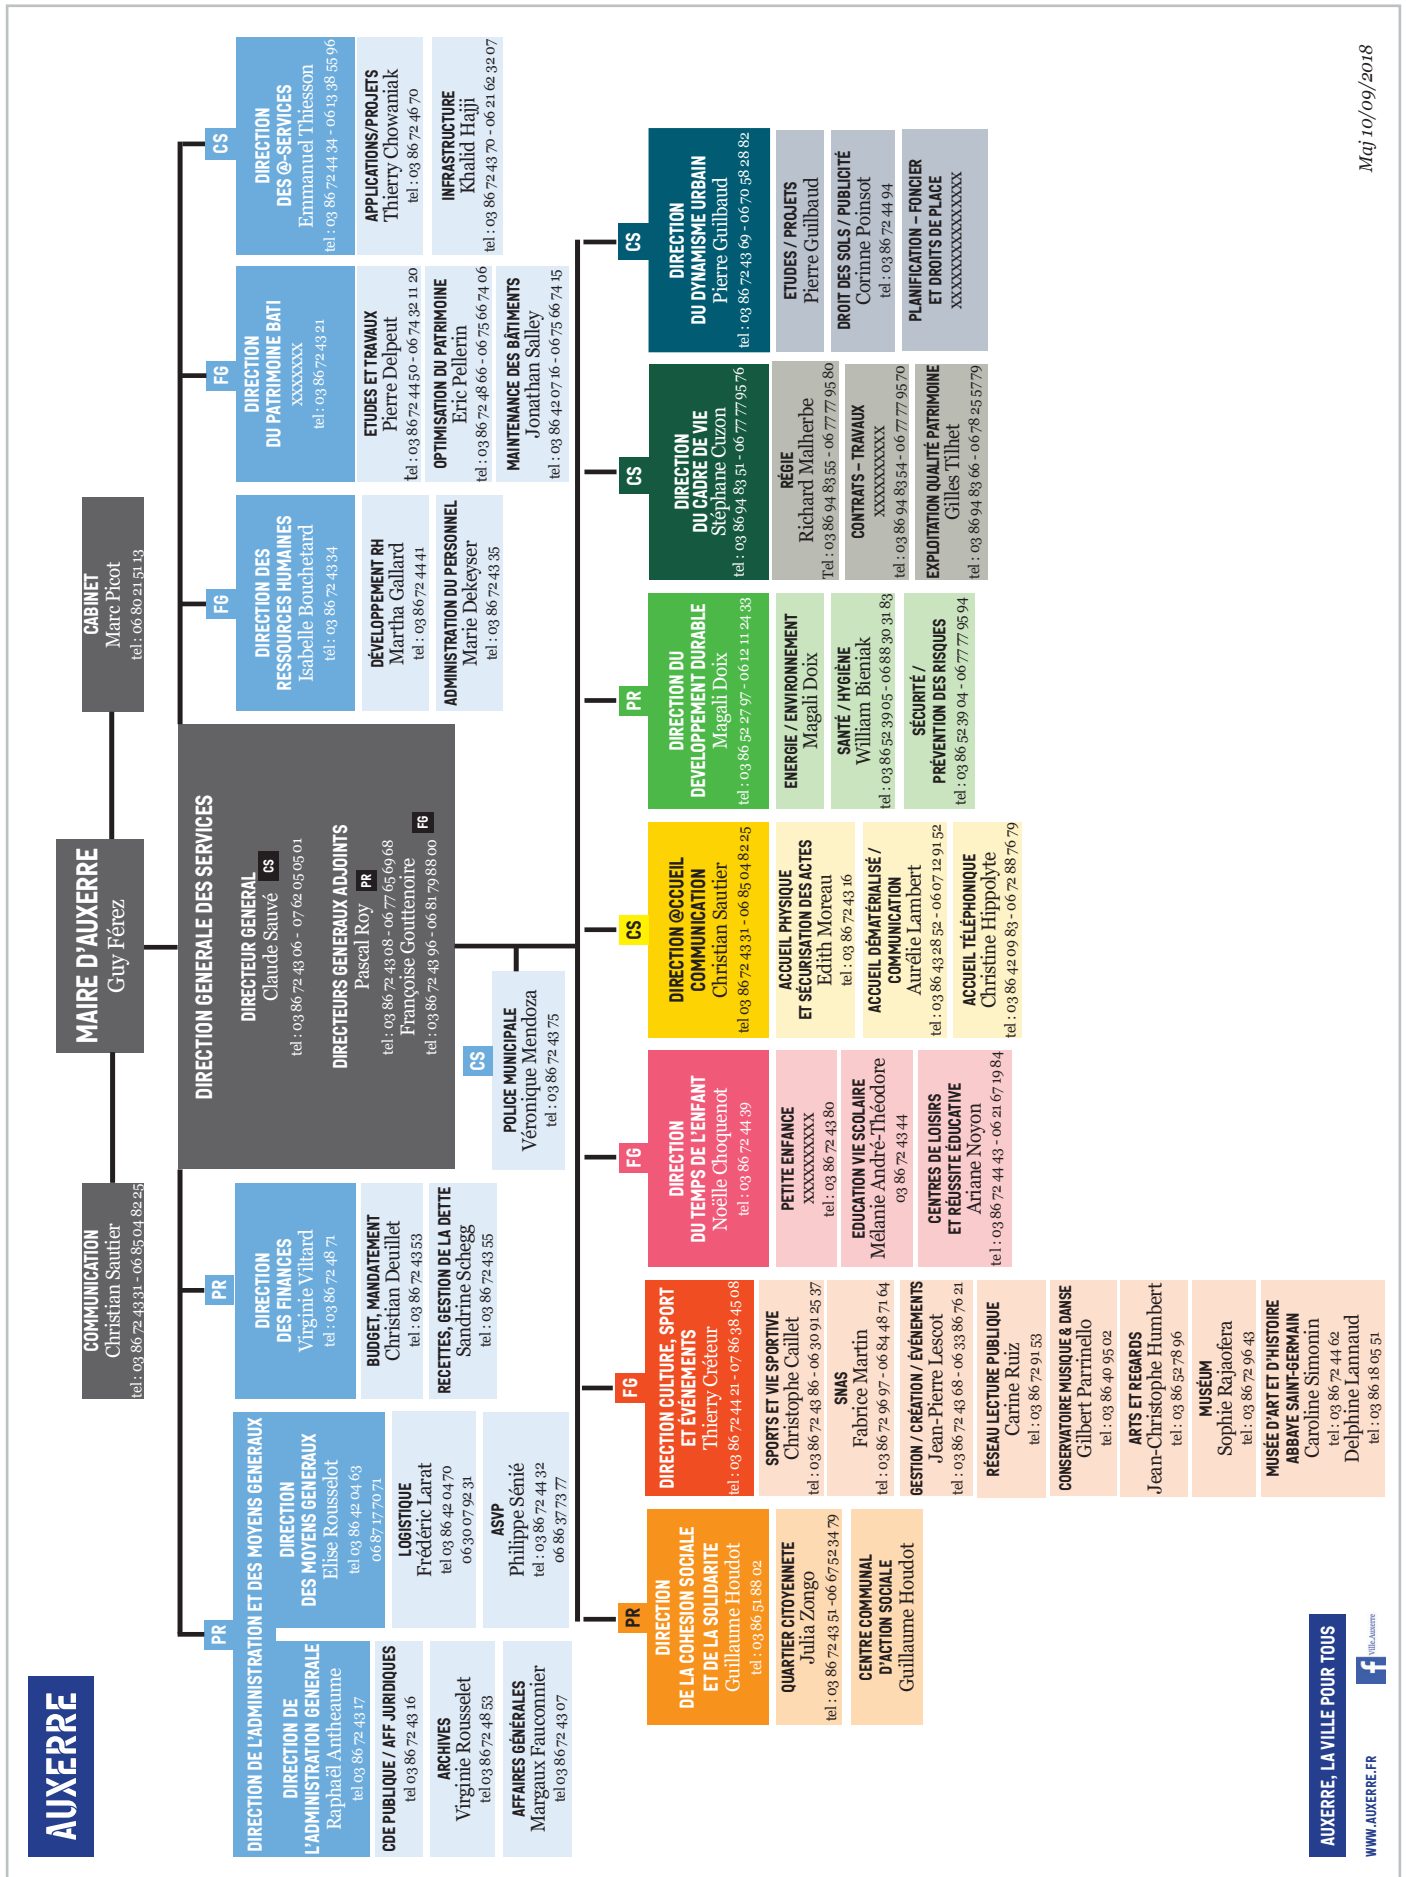 AUXERRE
COMMUNICATION
Christian Sautier
tel : 03 86 72 43 31 - 06 85 04 82 25
MAIRE D'AUXERRE
Guy Férez
CABINET
Marc Picot
tel : 06 80 21 51 13
DIRECTION GENERALE DES SERVICES
DIRECTEUR GENERAL
Claude Sauvé CS
tel : 03 86 72 43 06 - 07 62 05 05 01
DIRECTEURS GENERAUX ADJOINTS
Pascal Roy PR
tel : 03 86 72 43 08 - 06 77 65 69 68
Françoise Gouttenoire FG
tel : 03 86 72 43 96 - 06 81 79 88 00
PR
DIRECTION DE L'ADMINISTRATION ET DES MOYENS GENERAUX
DIRECTION DE
L'ADMINISTRATION GENERALE
Raphaël Antheaume
tel 03 86 72 43 17
CDE PUBLIQUE / AFF JURIDIQUES
tel 03 86 72 43 16
ARCHIVES
Virginie Rousselet
tel 03 86 72 48 53
AFFAIRES GÉNÉRALES
Margaux Fauconnier
tel 03 86 72 43 07
DIRECTION
DES MOYENS GENERAUX
Elise Rousselot
tel 03 86 42 04 63
06 87 17 70 71
LOGISTIQUE
Frédéric Larat
tel 03 86 42 04 70
06 30 07 92 31
ASVP
Philippe Sénié
tel : 03 86 72 44 32
06 86 37 73 77
PR
DIRECTION
DES FINANCES
Virginie Viltard
tel : 03 86 72 48 71
BUDGET, MANDATEMENT
Christian Deuillet
tel : 03 86 72 43 53
RECETTES, GESTION DE LA DETTE
Sandrine Schegg
tel : 03 86 72 43 55
FG
DIRECTION DES
RESSOURCES HUMAINES
Isabelle Bouchetard
tél : 03 86 72 43 34
DÉVELOPPEMENT RH
Martha Gallard
tel : 03 86 72 44 41
ADMINISTRATION DU PERSONNEL
Marie Dekeyser
tel : 03 86 72 43 35
FG
DIRECTION
DU PATRIMOINE BATI
XXXXXXX
tel : 03 86 72 43 21
ETUDES ET TRAVAUX
Pierre Delpeut
tel : 03 86 72 44 50 - 06 74 32 11 20
OPTIMISATION DU PATRIMOINE
Eric Pellerin
tel : 03 86 72 48 66 - 06 75 66 74 06
MAINTENANCE DES BÂTIMENTS
Jonathan Salley
tel : 03 86 42 07 16 - 06 75 66 74 15
CS
DIRECTION
DES @-SERVICES
Emmanuel Thiesson
tel : 03 86 72 44 34 - 06 13 38 55 96
APPLICATIONS/PROJETS
Thierry Chowaniak
tel : 03 86 72 46 70
INFRASTRUCTURE
Khalid Hajji
tel : 03 86 72 43 70 - 06 21 62 32 07
CS
POLICE MUNICIPALE
Véronique Mendoza
tel : 03 86 72 43 75
PR
DIRECTION
DE LA COHESION SOCIALE
ET DE LA SOLIDARITE
Guillaume Houdot
tel : 03 86 51 88 02
QUARTIER CITOYENNETE
Julia Zongo
tel : 03 86 72 43 51 -06 67 52 34 79
CENTRE COMMUNAL
D'ACTION SOCIALE
Guillaume Houdot
FG
DIRECTION CULTURE, SPORT
ET ÉVÉNEMENTS
Thierry Créteur
tel : 03 86 72 44 21 - 07 86 38 45 08
SPORTS ET VIE SPORTIVE
Christophe Caillet
tel : 03 86 72 43 86 - 06 30 91 25 37
SNAS
Fabrice Martin
tel : 03 86 72 96 97 - 06 84 48 71 64
GESTION / CRÉATION / ÉVÉNEMENTS
Jean-Pierre Lescot
tel : 03 86 72 43 68 - 06 33 86 76 21
RÉSEAU LECTURE PUBLIQUE
Carine Ruiz
tel : 03 86 72 91 53
CONSERVATOIRE MUSIQUE & DANSE
Gilbert Parrinello
tel : 03 86 40 95 02
ARTS ET REGARDS
Jean-Christophe Humbert
tel : 03 86 52 78 96
MUSÉUM
Sophie Rajaofera
tel : 03 86 72 96 43
MUSÉE D'ART ET D'HISTOIRE
ABBAYE SAINT-GERMAIN
Caroline Simonin
tel : 03 86 72 44 62
Delphine Lannaud
tel : 03 86 18 05 51
FG
DIRECTION
DU TEMPS DE L'ENFANT
Noëlle Choquenot
tel : 03 86 72 44 39
PETITE ENFANCE
XXXXXXXXXX
tel : 03 86 72 43 80
EDUCATION VIE SCOLAIRE
Mélanie André-Théodore
03 86 72 43 44
CENTRES DE LOISIRS
ET RÉUSSITE ÉDUCATIVE
Ariane Noyon
tel : 03 86 72 44 43 - 06 21 67 19 84
CS
DIRECTION @CCUEIL
COMMUNICATION
Christian Sautier
tel 03 86 72 43 31 - 06 85 04 82 25
ACCUEIL PHYSIQUE
ET SÉCURISATION DES ACTES
Edith Moreau
tel : 03 86 72 43 16
ACCUEIL DÉMATÉRIALISÉ /
COMMUNICATION
Aurélie Lambert
tel : 03 86 43 28 52 - 06 07 12 91 52
ACCUEIL TÉLÉPHONIQUE
Christine Hippolyte
tel : 03 86 42 09 83 - 06 72 88 76 79
PR
DIRECTION DU
DEVELOPPEMENT DURABLE
Magali Doix
tel : 03 86 52 27 97 - 06 12 11 24 33
ENERGIE / ENVIRONNEMENT
Magali Doix
SANTÉ / HYGIÈNE
William Bieniak
tel : 03 86 52 39 05 - 06 88 30 31 83
SÉCURITÉ /
PRÉVENTION DES RISQUES
tel : 03 86 52 39 04 - 06 77 77 95 94
CS
DIRECTION
DU CADRE DE VIE
Stéphane Cuzon
tel : 03 86 94 83 51 - 06 77 77 95 76
RÉGIE
Richard Malherbe
Tel : 03 86 94 83 55 - 06 77 77 95 80
CONTRATS – TRAVAUX
XXXXXXXXXX
tel : 03 86 94 83 54 - 06 77 77 95 70
EXPLOITATION QUALITÉ PATRIMOINE
Gilles Tilhet
tel : 03 86 94 83 66 - 06 78 25 57 79
CS
DIRECTION
DU DYNAMISME URBAIN
Pierre Guilbaud
tel : 03 86 72 43 69 - 06 70 58 28 82
ETUDES / PROJETS
Pierre Guilbaud
DROIT DES SOLS / PUBLICITÉ
Corinne Poinsot
tel : 03 86 72 44 94
PLANIFICATION – FONCIER
ET DROITS DE PLACE
XXXXXXXXXXXXXXX
AUXERRE, LA VILLE POUR TOUS
WWW.AUXERRE.FR
f Ville.Auxerre
Maj 10/09/2018